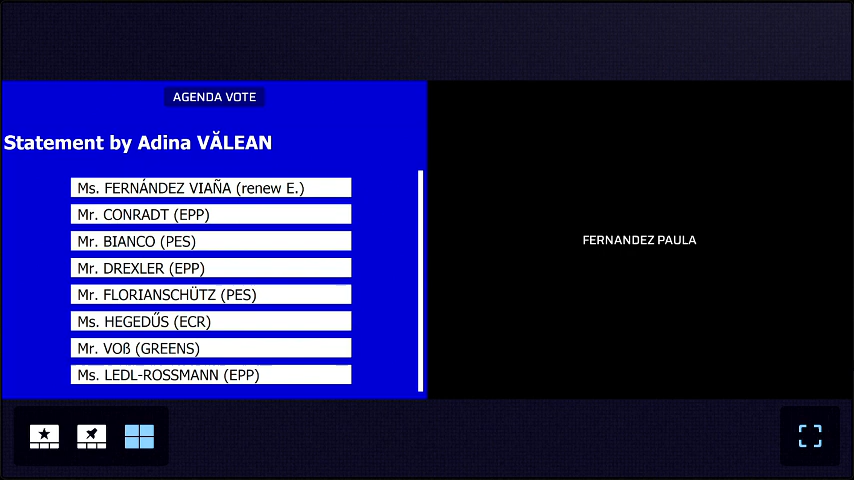 AGENDA VOTE
Statement by Adina VĂLEAN
Ms. FERNÁNDEZ VIAÑA (renew E.)
Mr. CONRADT (EPP)
Mr. BIANCO (PES)
Mr. DREXLER (EPP)
Mr. FLORIANSCHÜTZ (PES)
Ms. HEGEDŰS (ECR)
Mr. VOß (GREENS)
Ms. LEDL-ROSSMANN (EPP)
FERNANDEZ PAULA